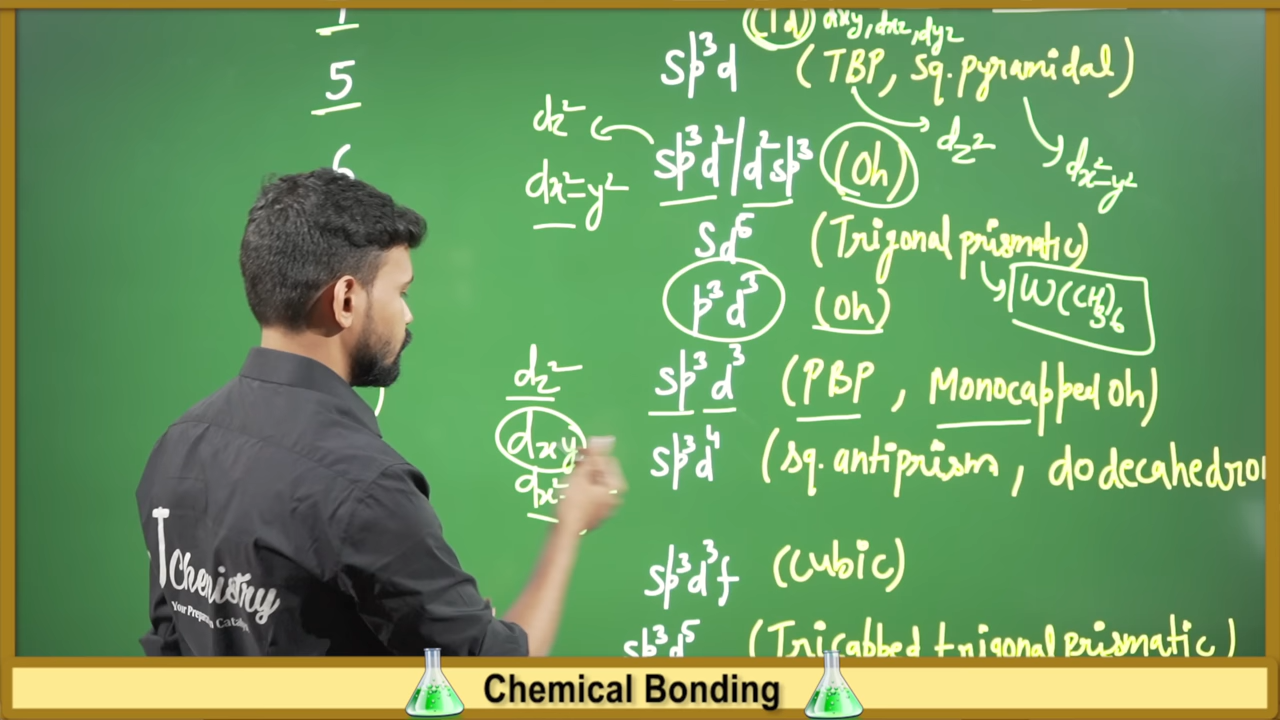 (Td) dxy, dxz, dyz
1
5
sp³d (TBP, sq. pyramidal)
dz²
dx²-y²
6
dz²
dx²=y²
sp³d²/d²sp³ (Oh)
sd⁵ (Trigonal prismatic)
W(CH₃)₆
p³d³ (Oh)
sp³d³ (PBP, Monocapped Oh)
dz²
dxy
dx²
sp³d⁴ (sq. antiprism, dodecahedron
sp³d³f (cubic)
sp³d⁵ (Tricapped trigonal prismatic)
Tchemistry
Your Preparation Catalyst
Chemical Bonding